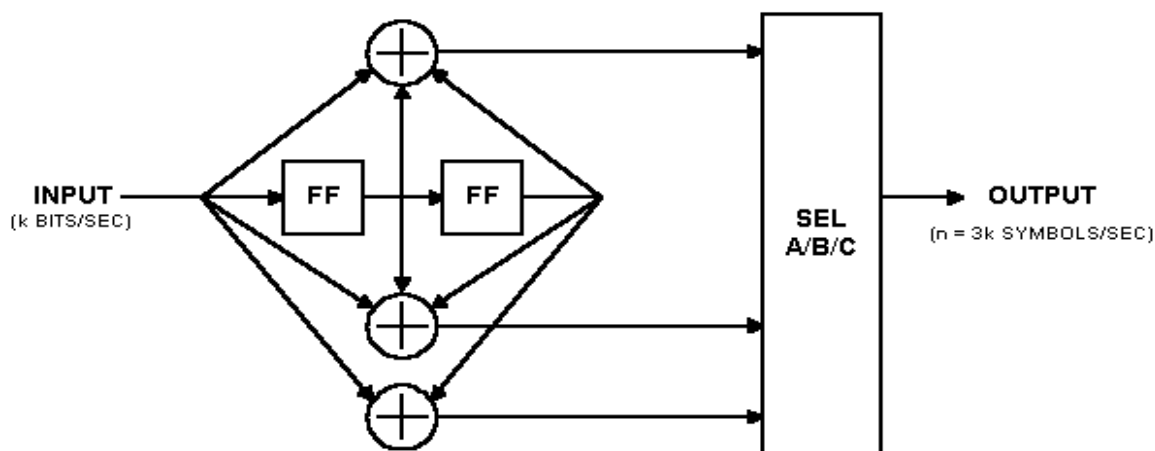 INPUT
(k BITS/SEC)
FF
FF
SEL
A/B/C
OUTPUT
(n = 3k SYMBOLS/SEC)